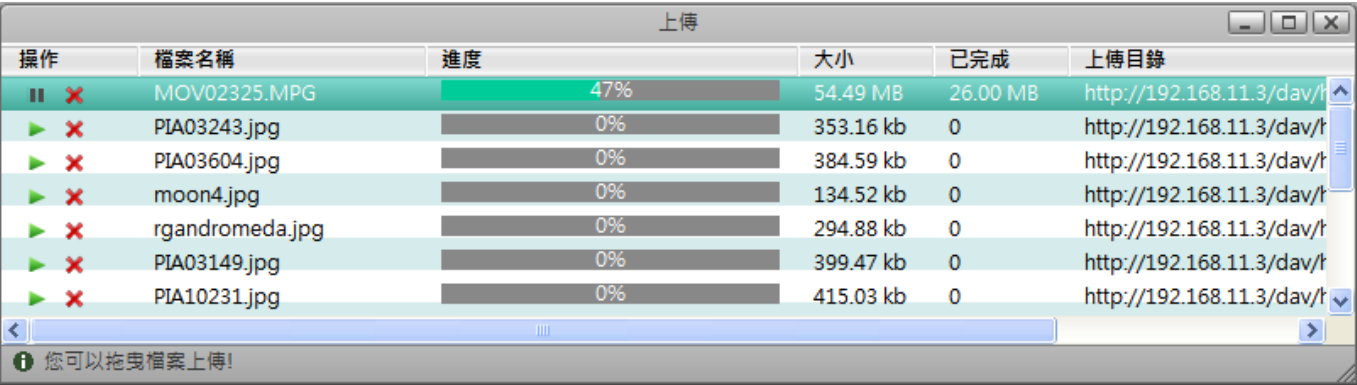 上傳
操作 檔案名稱 進度 大小 已完成 上傳目錄
MOV02325.MPG 47% 54.49 MB 26.00 MB http://192.168.11.3/dav/h
PIA03243.jpg 0% 353.16 kb 0 http://192.168.11.3/dav/h
PIA03604.jpg 0% 384.59 kb 0 http://192.168.11.3/dav/h
moon4.jpg 0% 134.52 kb 0 http://192.168.11.3/dav/h
rgandromeda.jpg 0% 294.88 kb 0 http://192.168.11.3/dav/h
PIA03149.jpg 0% 399.47 kb 0 http://192.168.11.3/dav/h
PIA10231.jpg 0% 415.03 kb 0 http://192.168.11.3/dav/h
您可以拖曳檔案上傳!